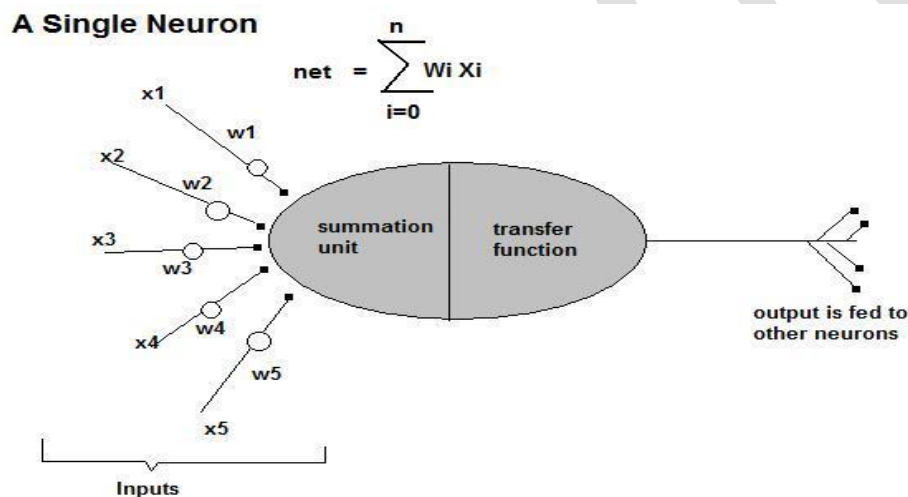 A Single Neuron
n
net = ∑ Wi Xi
i=0
x1
w1
x2
w2
x3
w3
x4
w4
x5
w5
summation
unit
transfer
function
output is fed to
other neurons
Inputs